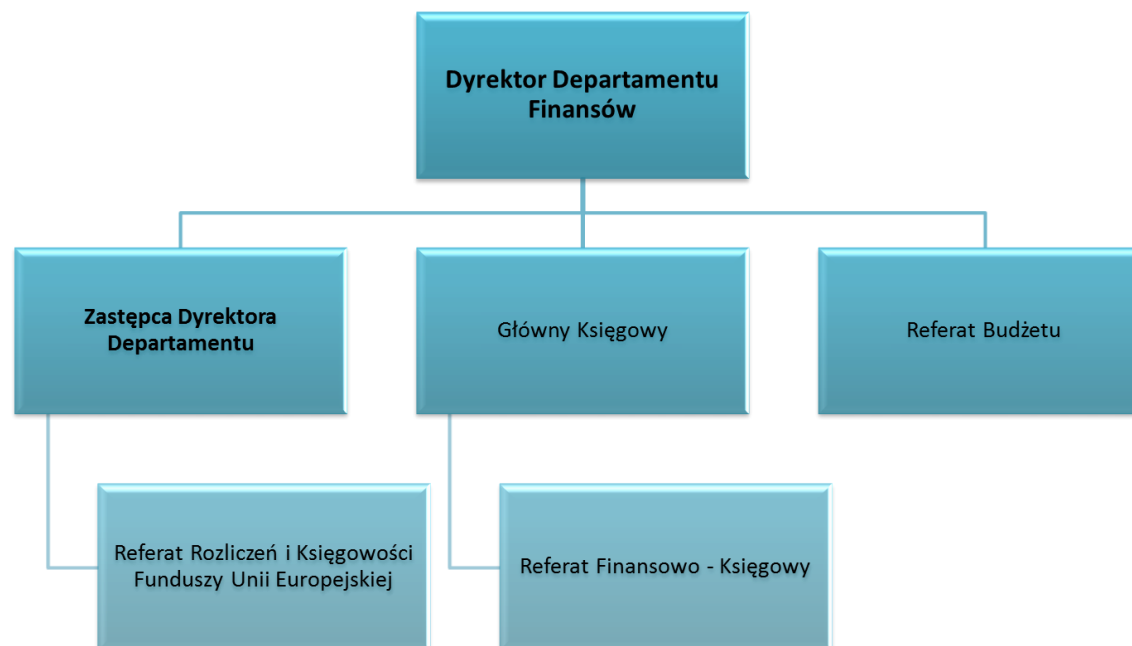 Dyrektor Departamentu
Finansów
Zastępca Dyrektora
Departamentu
Główny Księgowy
Referat Budżetu
Referat Rozliczeń i Księgowości
Funduszy Unii Europejskiej
Referat Finansowo - Księgowy